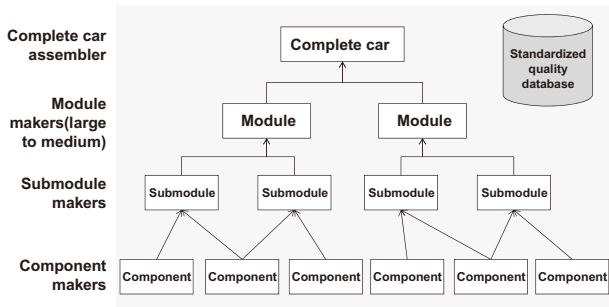 Complete car
assembler
Complete car
Standardized
quality
database
Module
makers(large
to medium)
Module
Module
Submodule
makers
Submodule
Submodule
Submodule
Submodule
Component
makers
Component
Component
Component
Component
Component
Component